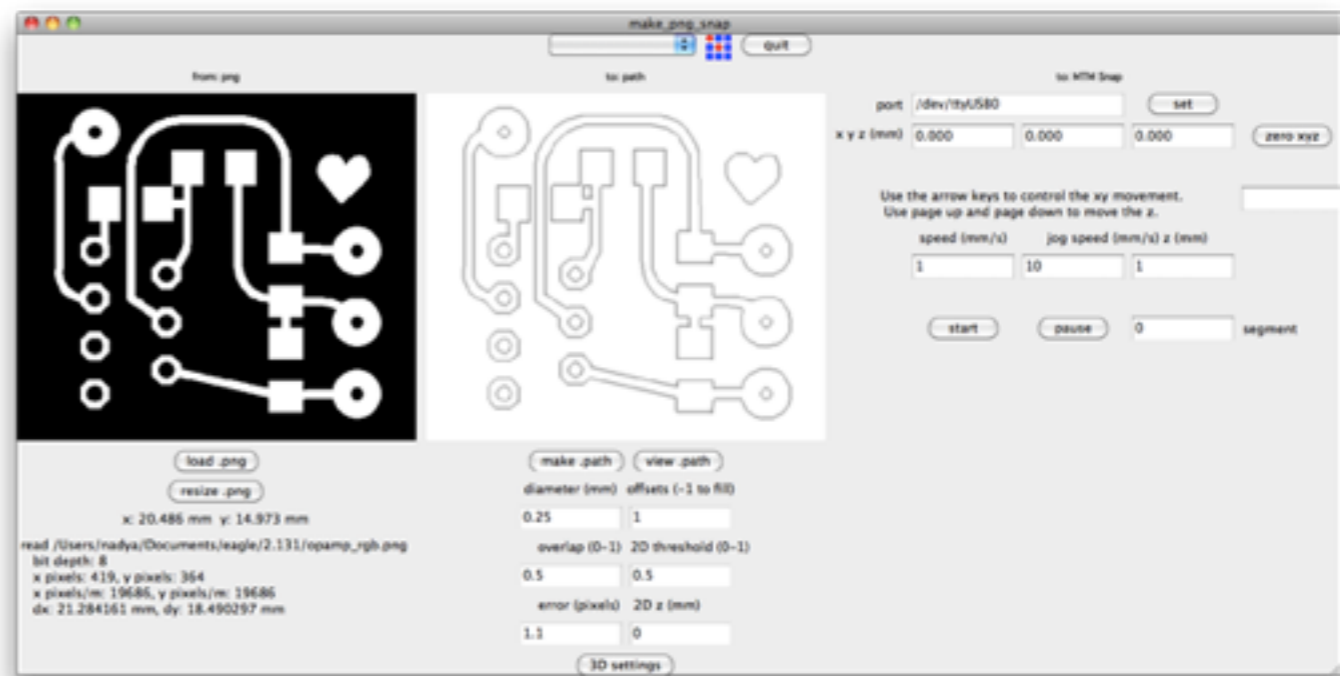 make_png_snap
quit
from: png
to: path
to: MTM Snap
port /dev/ttyUSB0 set
x y z (mm) 0.000 0.000 0.000 zero xyz
Use the arrow keys to control the xy movement.
Use page up and page down to move the z.
speed (mm/s) jog speed (mm/s) z (mm)
1 10 1
start pause 0 segment
load .png
resize .png
x: 20.486 mm y: 14.973 mm
read /Users/nadya/Documents/eagle/2.131/opamp_rgb.png
bit depth: 8
x pixels: 419, y pixels: 364
x pixels/m: 19686, y pixels/m: 19686
dx: 21.284161 mm, dy: 18.490297 mm
make .path view .path
diameter (mm) offsets (-1 to fill)
0.25 1
overlap (0-1) 2D threshold (0-1)
0.5 0.5
error (pixels) 2D z (mm)
1.1 0
3D settings